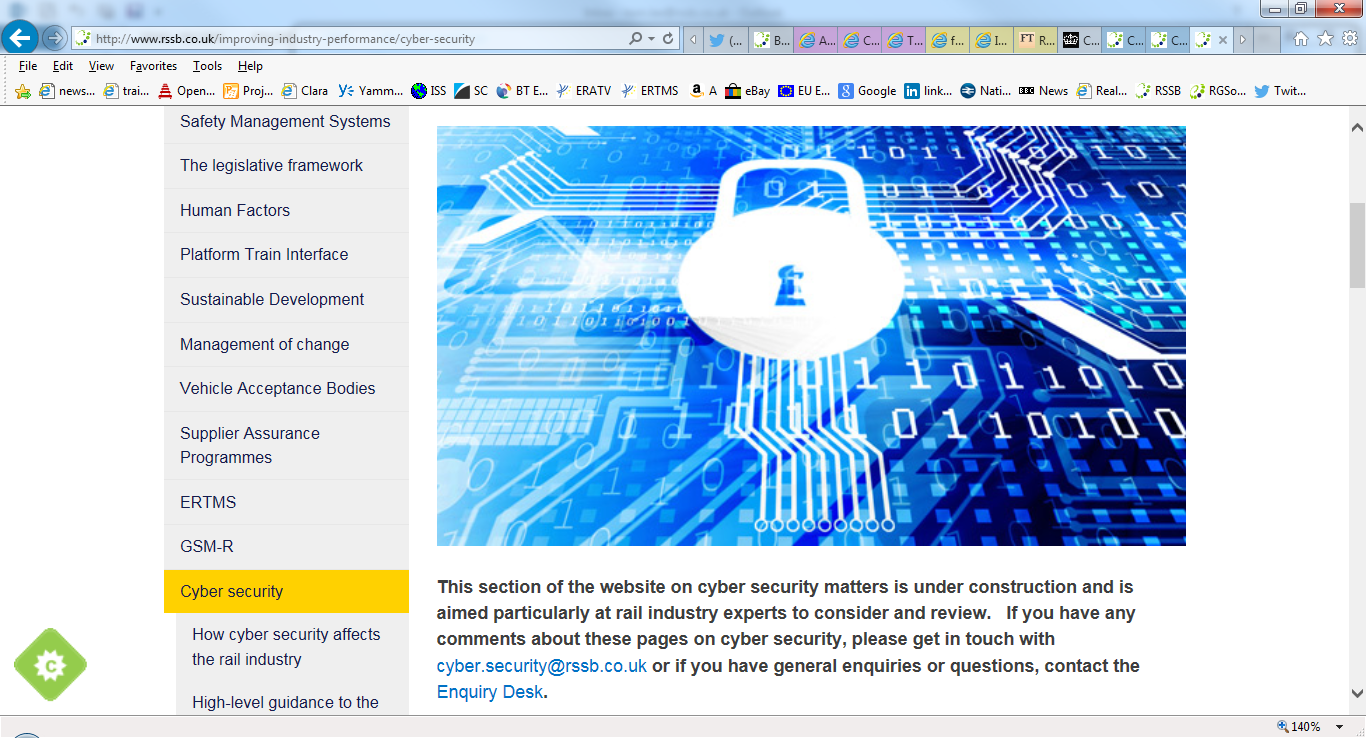 http://www.rssb.co.uk/improving-industry-performance/cyber-security
(...
B...
A...
C...
T...
f...
I...
FT R...
C...
C...
C...
File Edit View Favorites Tools Help
news... trai... Open... Proj... Clara Yamm... ISS SC BT E... ERATV ERTMS A eBay EU E... Google link... Nati... BBC News Real... RSSB RGSo... Twit...
Safety Management Systems
The legislative framework
Human Factors
Platform Train Interface
Sustainable Development
Management of change
Vehicle Acceptance Bodies
Supplier Assurance
Programmes
ERTMS
GSM-R
Cyber security
How cyber security affects
the rail industry
High-level guidance to the
This section of the website on cyber security matters is under construction and is
aimed particularly at rail industry experts to consider and review. If you have any
comments about these pages on cyber security, please get in touch with
cyber.security@rssb.co.uk or if you have general enquiries or questions, contact the
Enquiry Desk.
C
140%